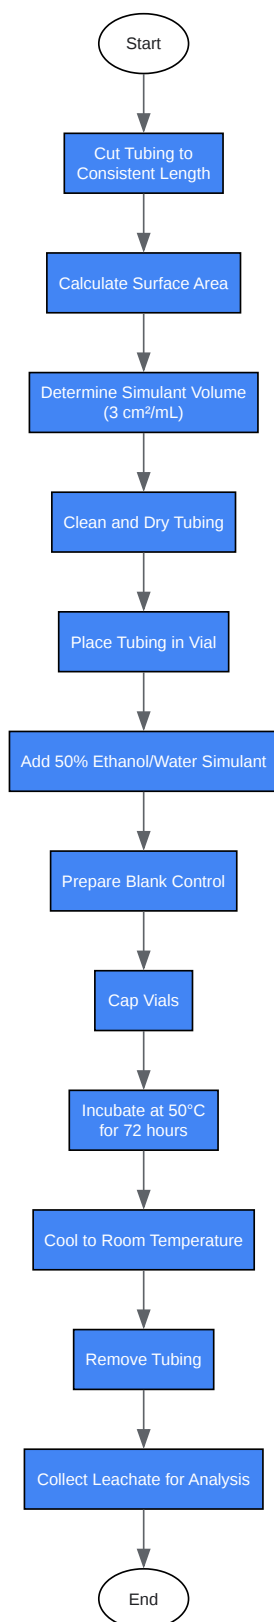 Start
Cut Tubing to
Consistent Length
Calculate Surface Area
Determine Simulant Volume
(3 cm²/mL)
Clean and Dry Tubing
Place Tubing in Vial
Add 50% Ethanol/Water Simulant
Prepare Blank Control
Cap Vials
Incubate at 50°C
for 72 hours
Cool to Room Temperature
Remove Tubing
Collect Leachate for Analysis
End